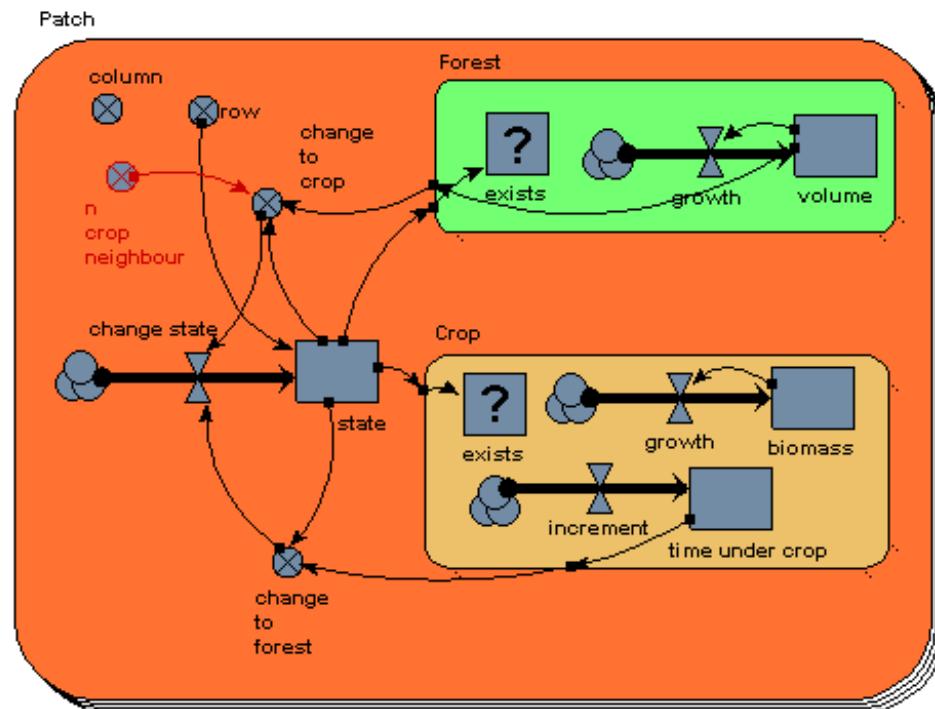 Patch
Forest
column
row
change
to
crop
?
exists
growth
volume
n
crop
neighbour
change state
state
Crop
?
exists
growth
biomass
increment
time under crop
change
to
forest